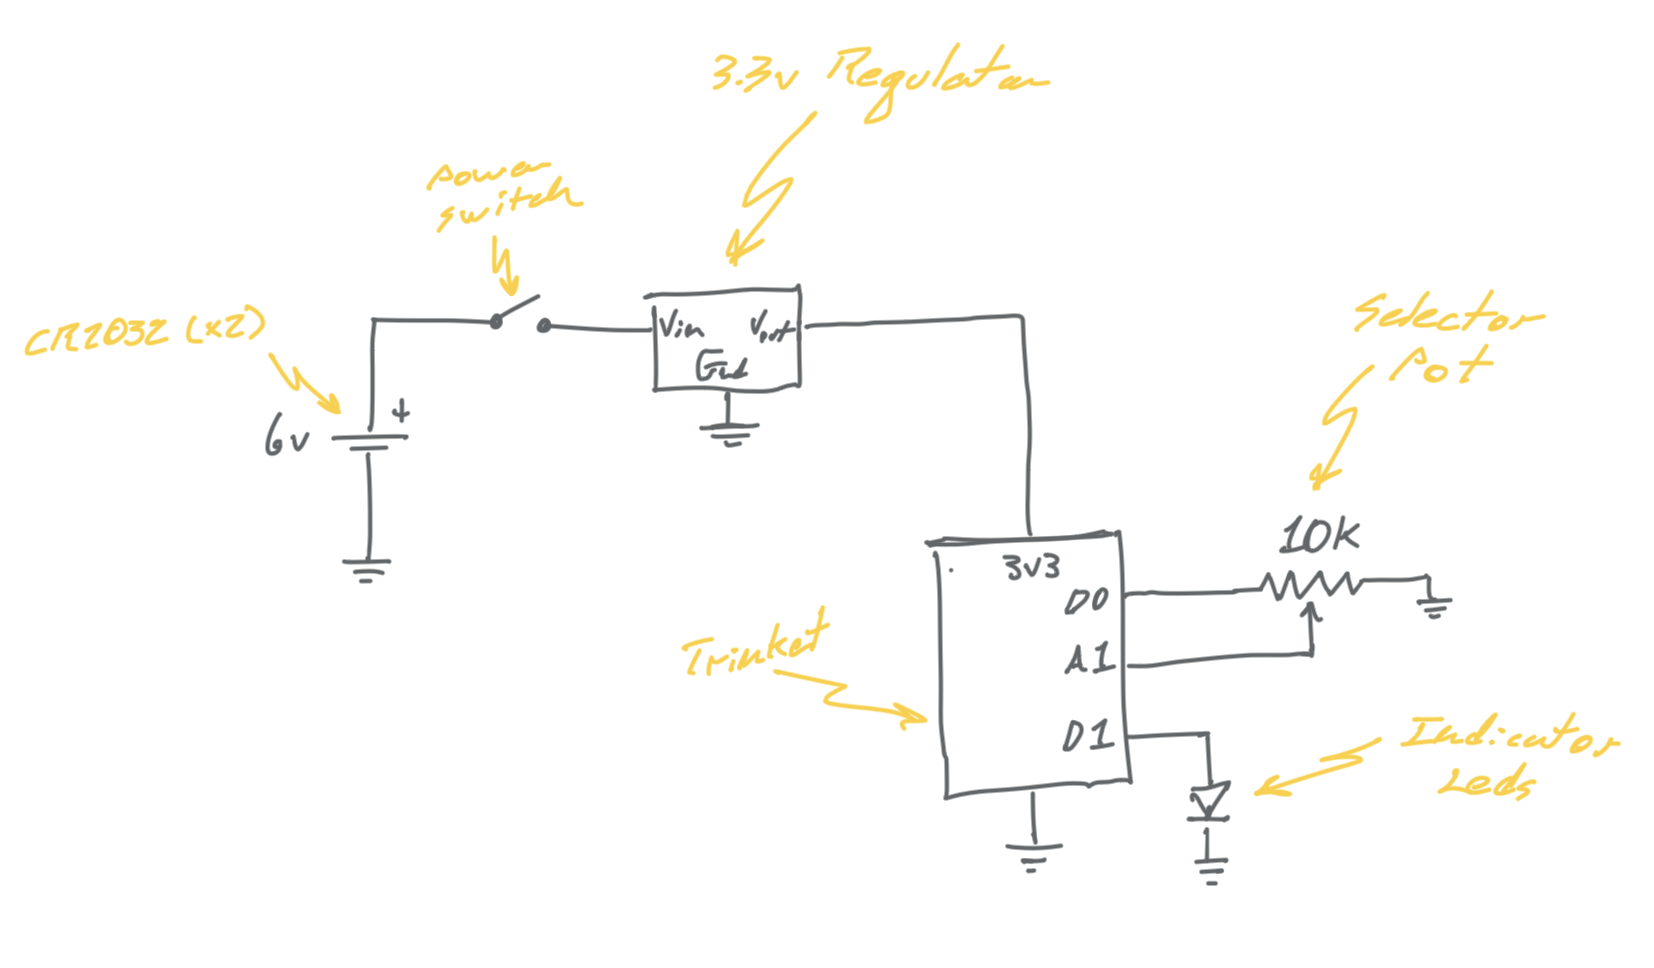 3.3v Regulator
power
switch
CR2032 (x2)
Vin Vout
Gnd
+
6v
Selector
Pot
10k
3v3
D0
A1
D1
Trinket
Indicator
Leds